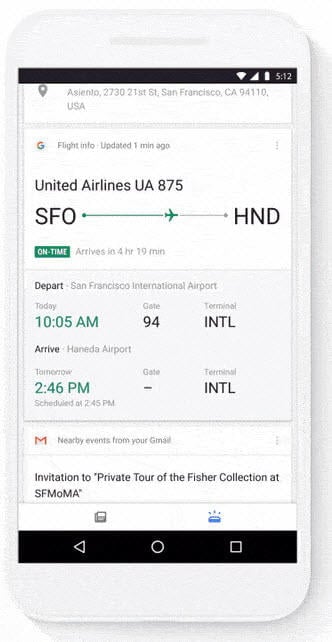 5:12
Asiento, 2730 21st St, San Francisco, CA 94110,
USA
Flight info · Updated 1 min ago
United Airlines UA 875
SFO HND
ON-TIME Arrives in 4 hr 19 min
Depart · San Francisco International Airport
Today Gate Terminal
10:05 AM 94 INTL
Arrive · Haneda Airport
Tomorrow Gate Terminal
2:46 PM – INTL
Scheduled at 2:45 PM
Nearby events from your Gmail
Invitation to "Private Tour of the Fisher Collection at
SFMoMA"